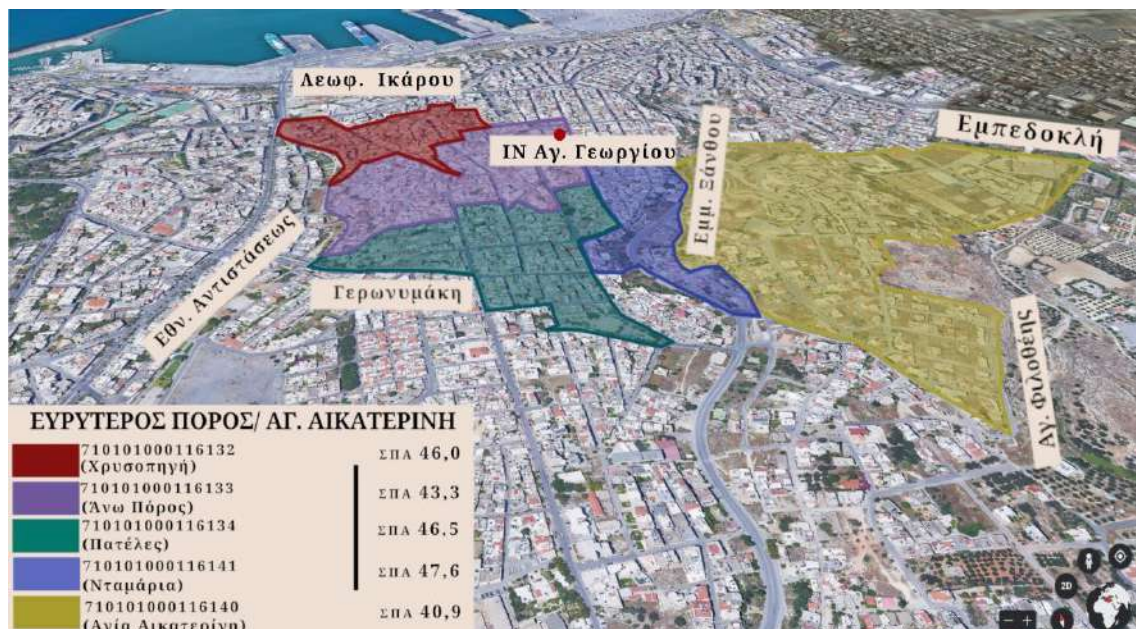 Λεωφ. Ικάρου
Εμπεδοκλή
ΙΝ Αγ. Γεωργίου
Εμμ. Ξάνθου
Εθν. Αντιστάσεως
Γερωνυμάκη
Αγ. Φιλοθέης
ΕΥΡΥΤΕΡΟΣ ΠΟΡΟΣ/ ΑΓ. ΑΙΚΑΤΕΡΙΝΗ
710101000116132
(Χρυσοπηγή)
ΣΠΑ 46,0
710101000116133
(Άνω Πόρος)
ΣΠΑ 43,3
710101000116134
(Πατέλες)
ΣΠΑ 46,5
710101000116141
(Νταμάρια)
ΣΠΑ 47,6
710101000116140
(Αγία Αικατερίνη)
ΣΠΑ 40,9
2D